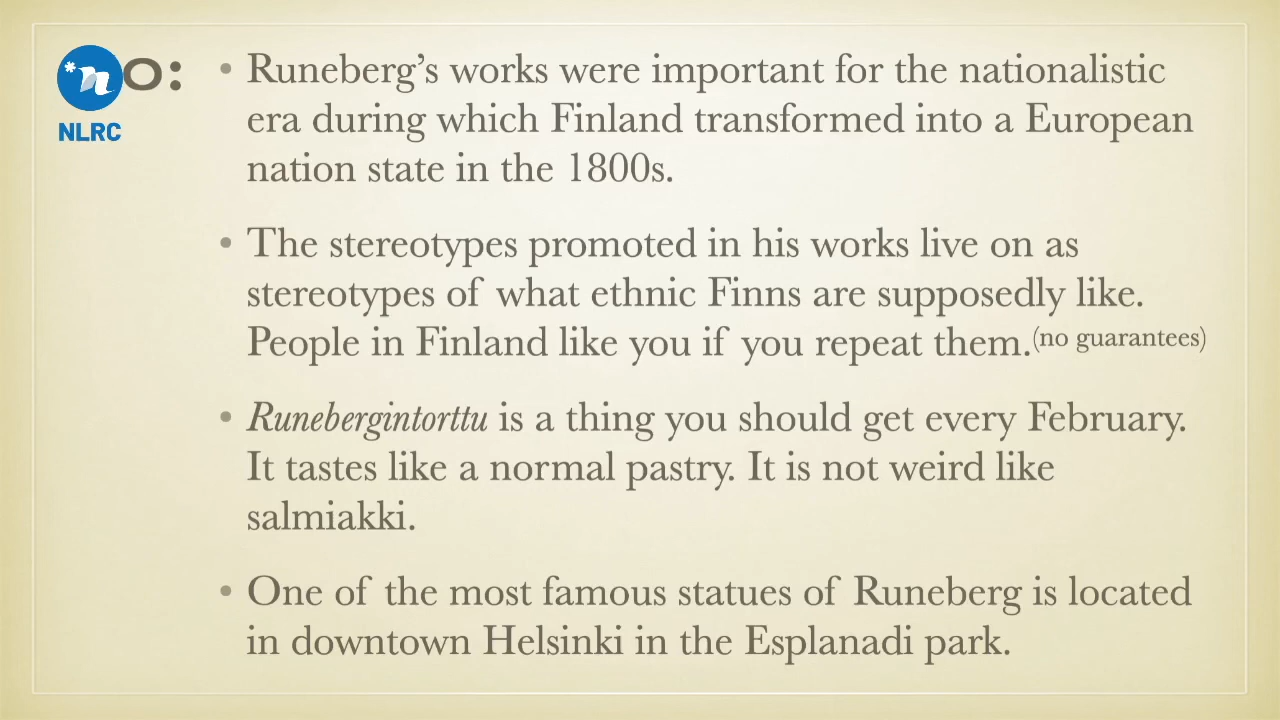 o:
NLRC
• Runeberg’s works were important for the nationalistic
era during which Finland transformed into a European
nation state in the 1800s.
• The stereotypes promoted in his works live on as
stereotypes of what ethnic Finns are supposedly like.
People in Finland like you if you repeat them.(no guarantees)
• Runebergintorttu is a thing you should get every February.
It tastes like a normal pastry. It is not weird like
salmiakki.
• One of the most famous statues of Runeberg is located
in downtown Helsinki in the Esplanadi park.